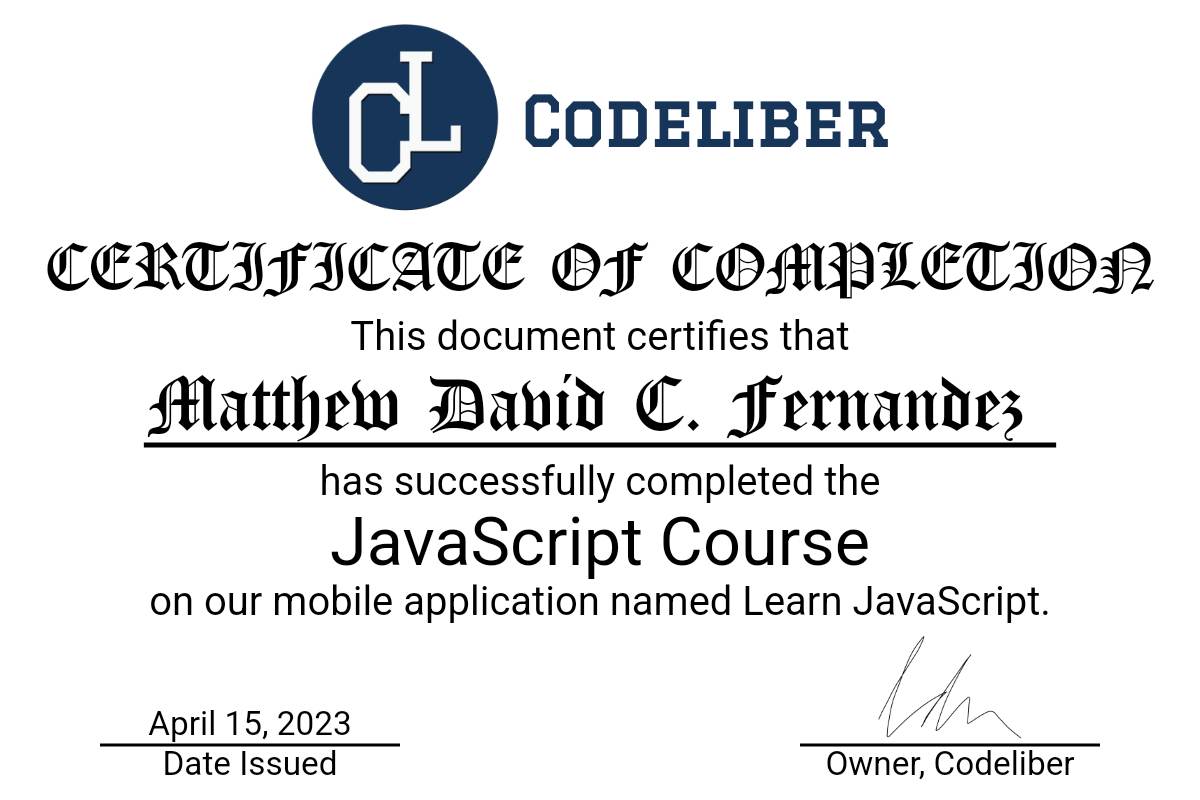 CL
CODELIBER
CERTIFICATE OF COMPLETION
This document certifies that
Matthew David C. Fernandez
has successfully completed the
JavaScript Course
on our mobile application named Learn JavaScript.
April 15, 2023
Date Issued
Owner, Codeliber